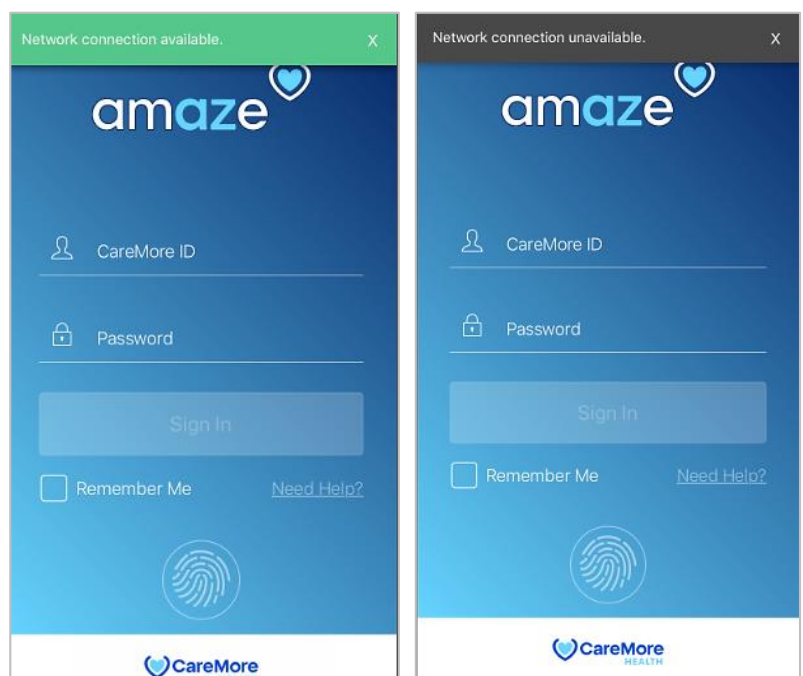 Network connection available. X
amaze
CareMore ID
Password
Sign In
Remember Me Need Help?
CareMore
Network connection unavailable. X
amaze
CareMore ID
Password
Sign In
Remember Me Need Help?
CareMore
HEALTH